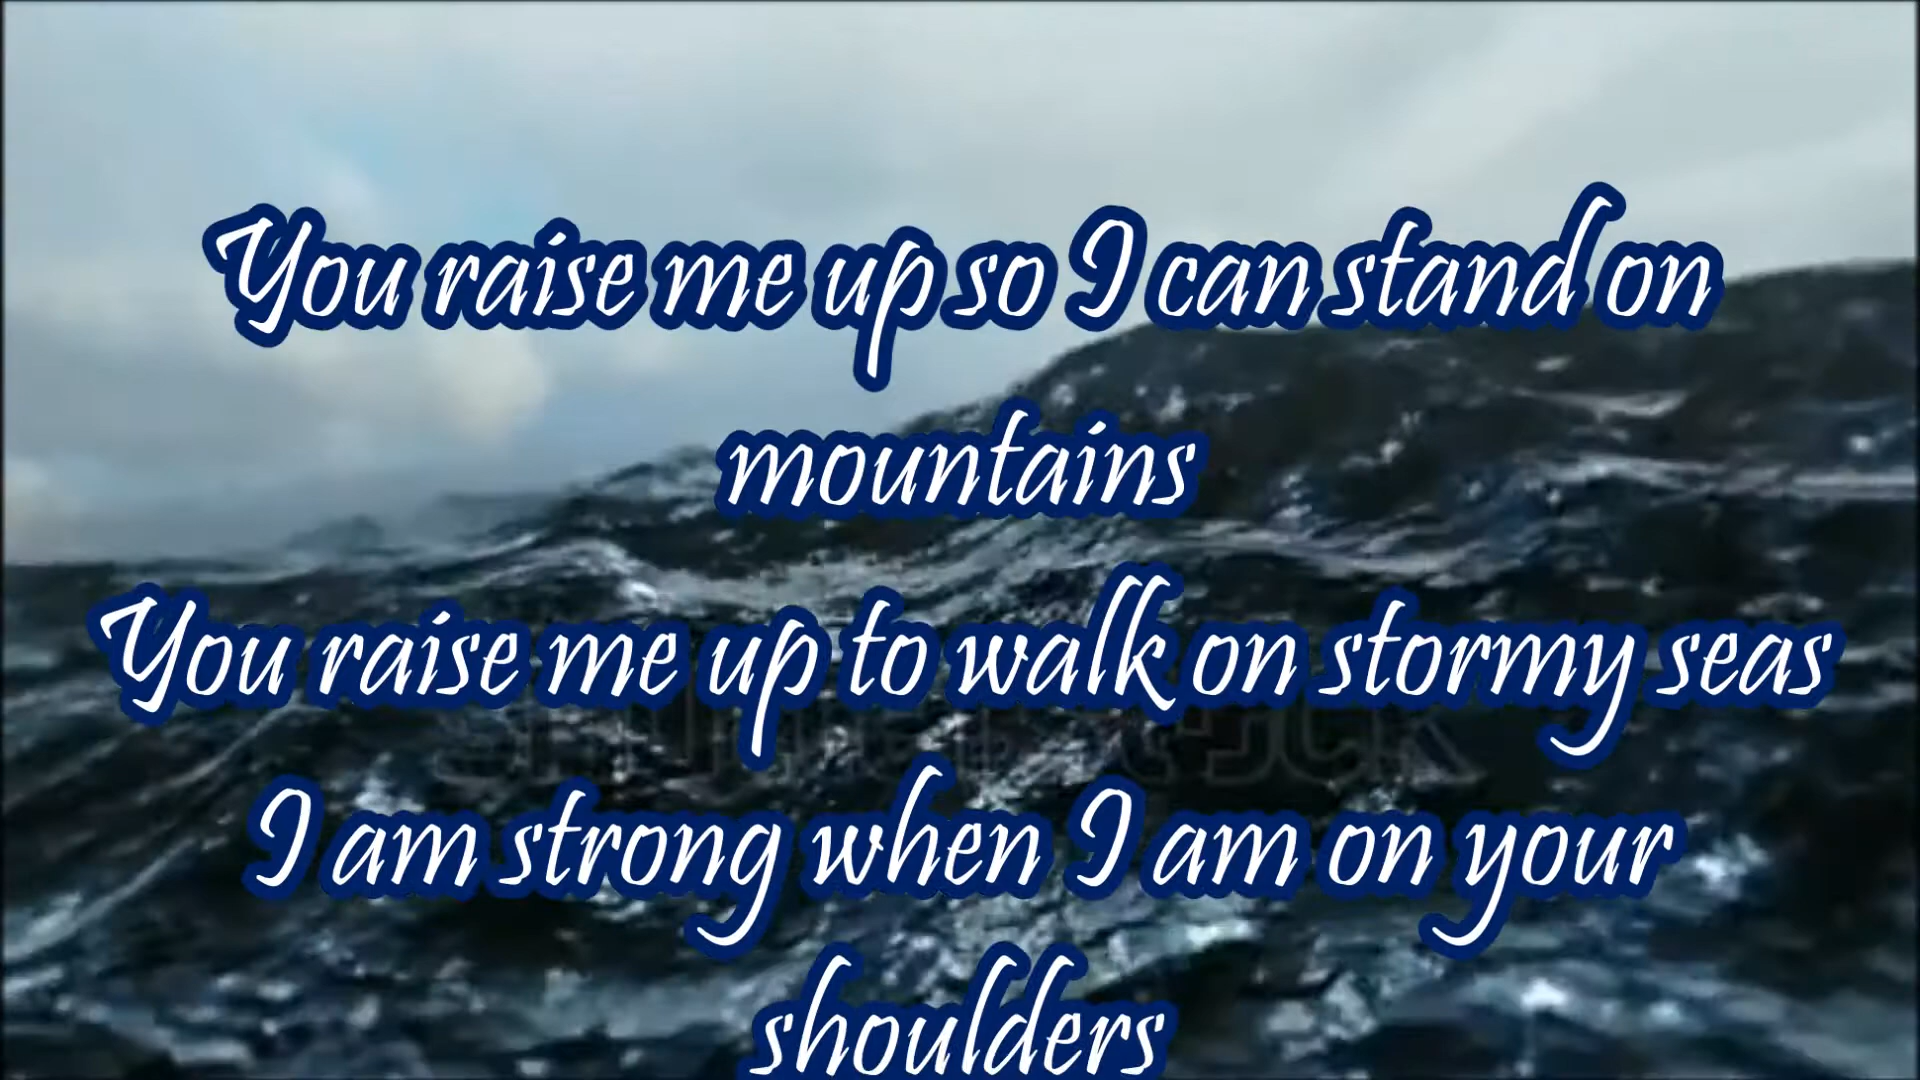 You raise me up so I can stand on
mountains
You raise me up to walk on stormy seas
shutterstock
I am strong when I am on your
shoulders